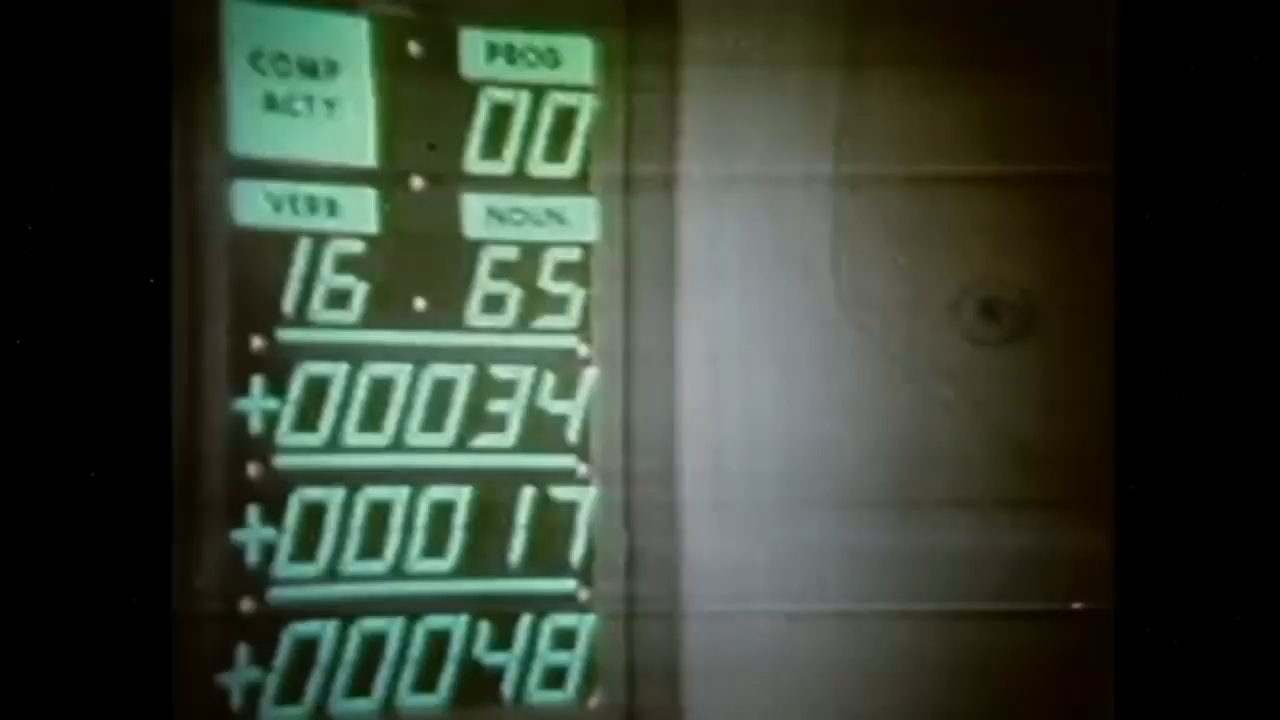 COMP
ACTY
PROG
00
VERB
NOUN
16 65
+00034
+00017
+00048